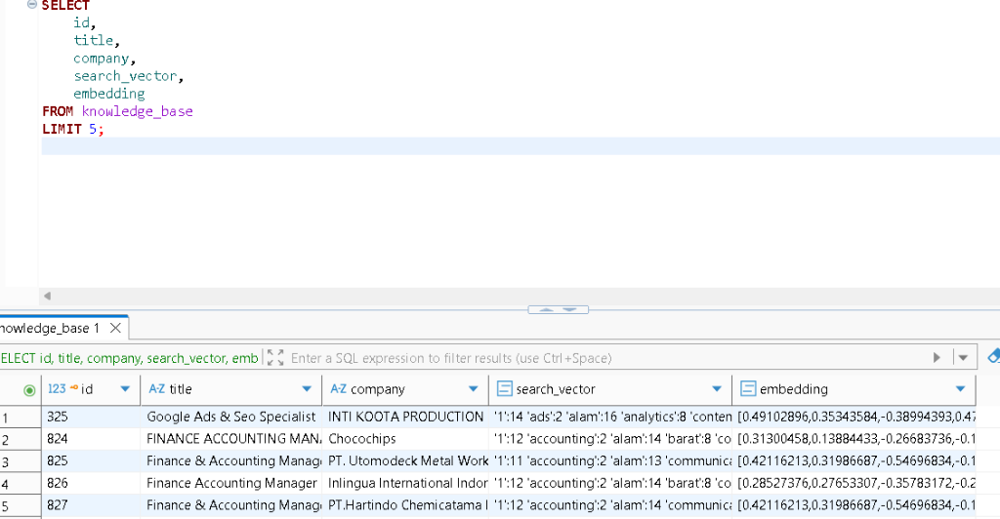 SELECT
id,
title,
company,
search_vector,
embedding
FROM knowledge_base
LIMIT 5;
nowledge_base 1
ELECT id, title, company, search_vector, emb Enter a SQL expression to filter results (use Ctrl+Space)
123 id A-Z title A-Z company search_vector embedding
1 325 Google Ads & Seo Specialist INTI KOOTA PRODUCTION '1':14 'ads':2 'alam':16 'analytics':8 'conten [0.49102896,0.35343584,-0.38994393,0.47
2 824 FINANCE ACCOUNTING MAN Chocochips '1':12 'accounting':2 'alam':14 'barat':8 'co [0.31300458,0.13884433,-0.26683736,-0.1
3 825 Finance & Accounting Manag PT. Utomodeck Metal Work '1':11 'accounting':2 'alam':13 'communic [0.42116213,0.31986687,-0.54696834,-0.1
4 826 Finance Accounting Manager Inlingua International Indor '1':12 'accounting':2 'alam':14 'barat':8 'co [0.28527376,0.27653307,-0.35783172,-0.2
5 827 Finance & Accounting Manag PT.Hartindo Chemicatama I '1':12 'accounting':2 'alam':14 'communic [0.42116213,0.31986687,-0.54696834,-0.1